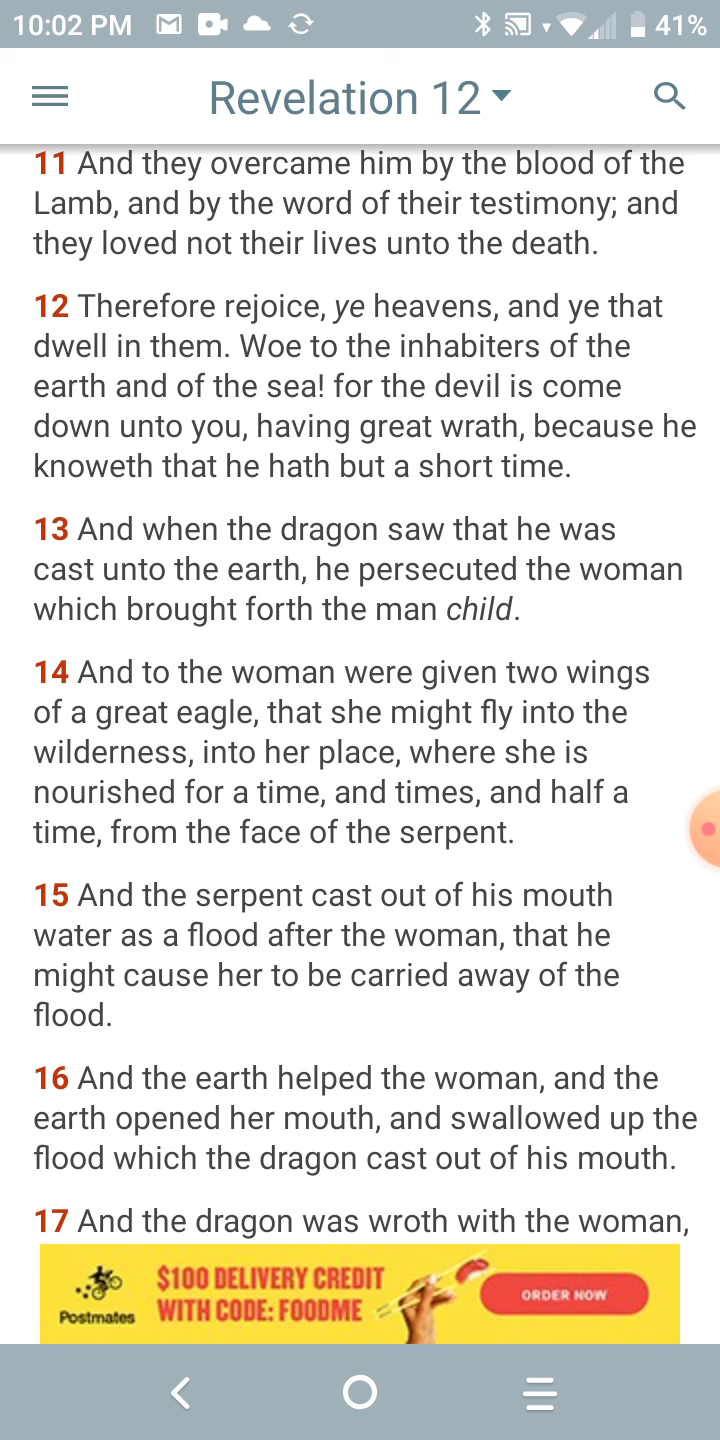 10:02 PM
41%
Revelation 12
11 And they overcame him by the blood of the
Lamb, and by the word of their testimony; and
they loved not their lives unto the death.
12 Therefore rejoice, ye heavens, and ye that
dwell in them. Woe to the inhabiters of the
earth and of the sea! for the devil is come
down unto you, having great wrath, because he
knoweth that he hath but a short time.
13 And when the dragon saw that he was
cast unto the earth, he persecuted the woman
which brought forth the man child.
14 And to the woman were given two wings
of a great eagle, that she might fly into the
wilderness, into her place, where she is
nourished for a time, and times, and half a
time, from the face of the serpent.
15 And the serpent cast out of his mouth
water as a flood after the woman, that he
might cause her to be carried away of the
flood.
16 And the earth helped the woman, and the
earth opened her mouth, and swallowed up the
flood which the dragon cast out of his mouth.
17 And the dragon was wroth with the woman,
Postmates
$100 DELIVERY CREDIT
WITH CODE: FOODME
ORDER NOW